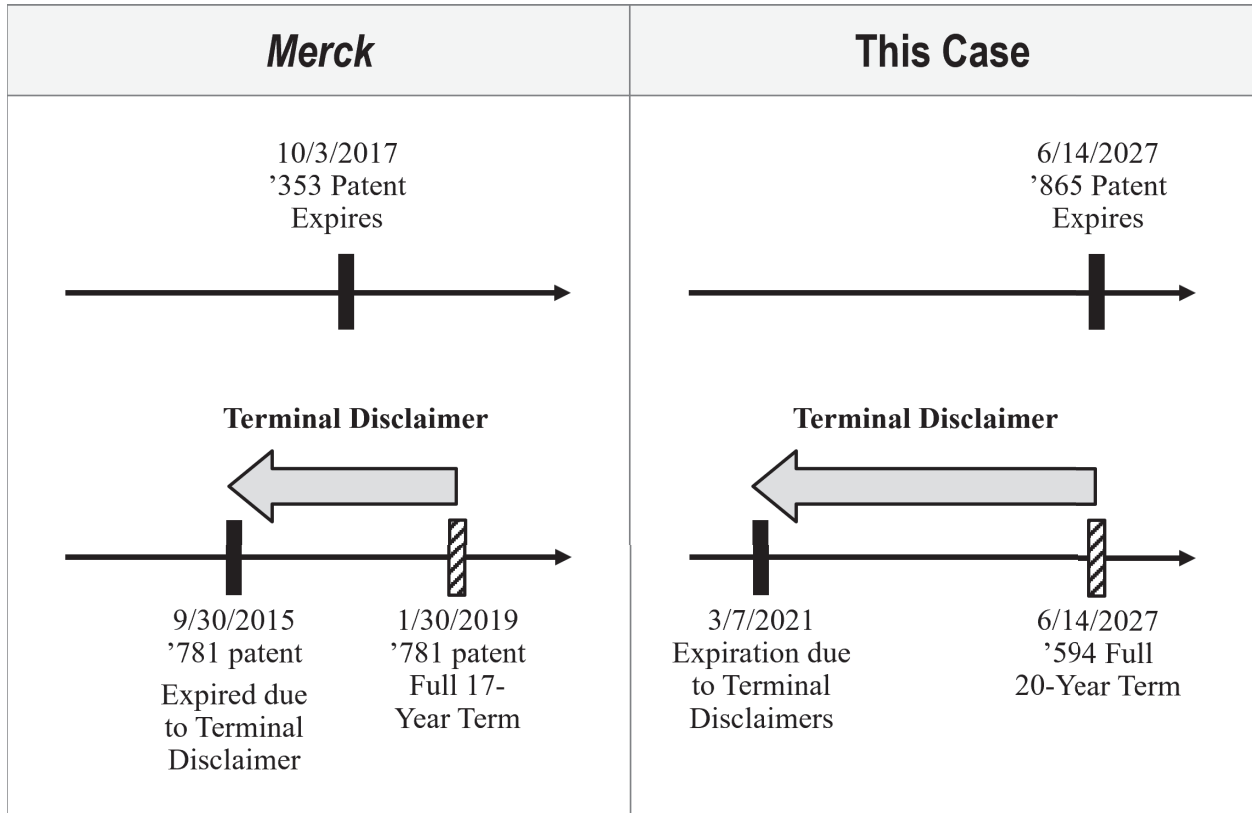 Merck
This Case
10/3/2017
’353 Patent
Expires
6/14/2027
’865 Patent
Expires
Terminal Disclaimer
Terminal Disclaimer
9/30/2015
’781 patent
Expired due
to Terminal
Disclaimer
1/30/2019
’781 patent
Full 17-
Year Term
3/7/2021
Expiration due
to Terminal
Disclaimers
6/14/2027
’594 Full
20-Year Term